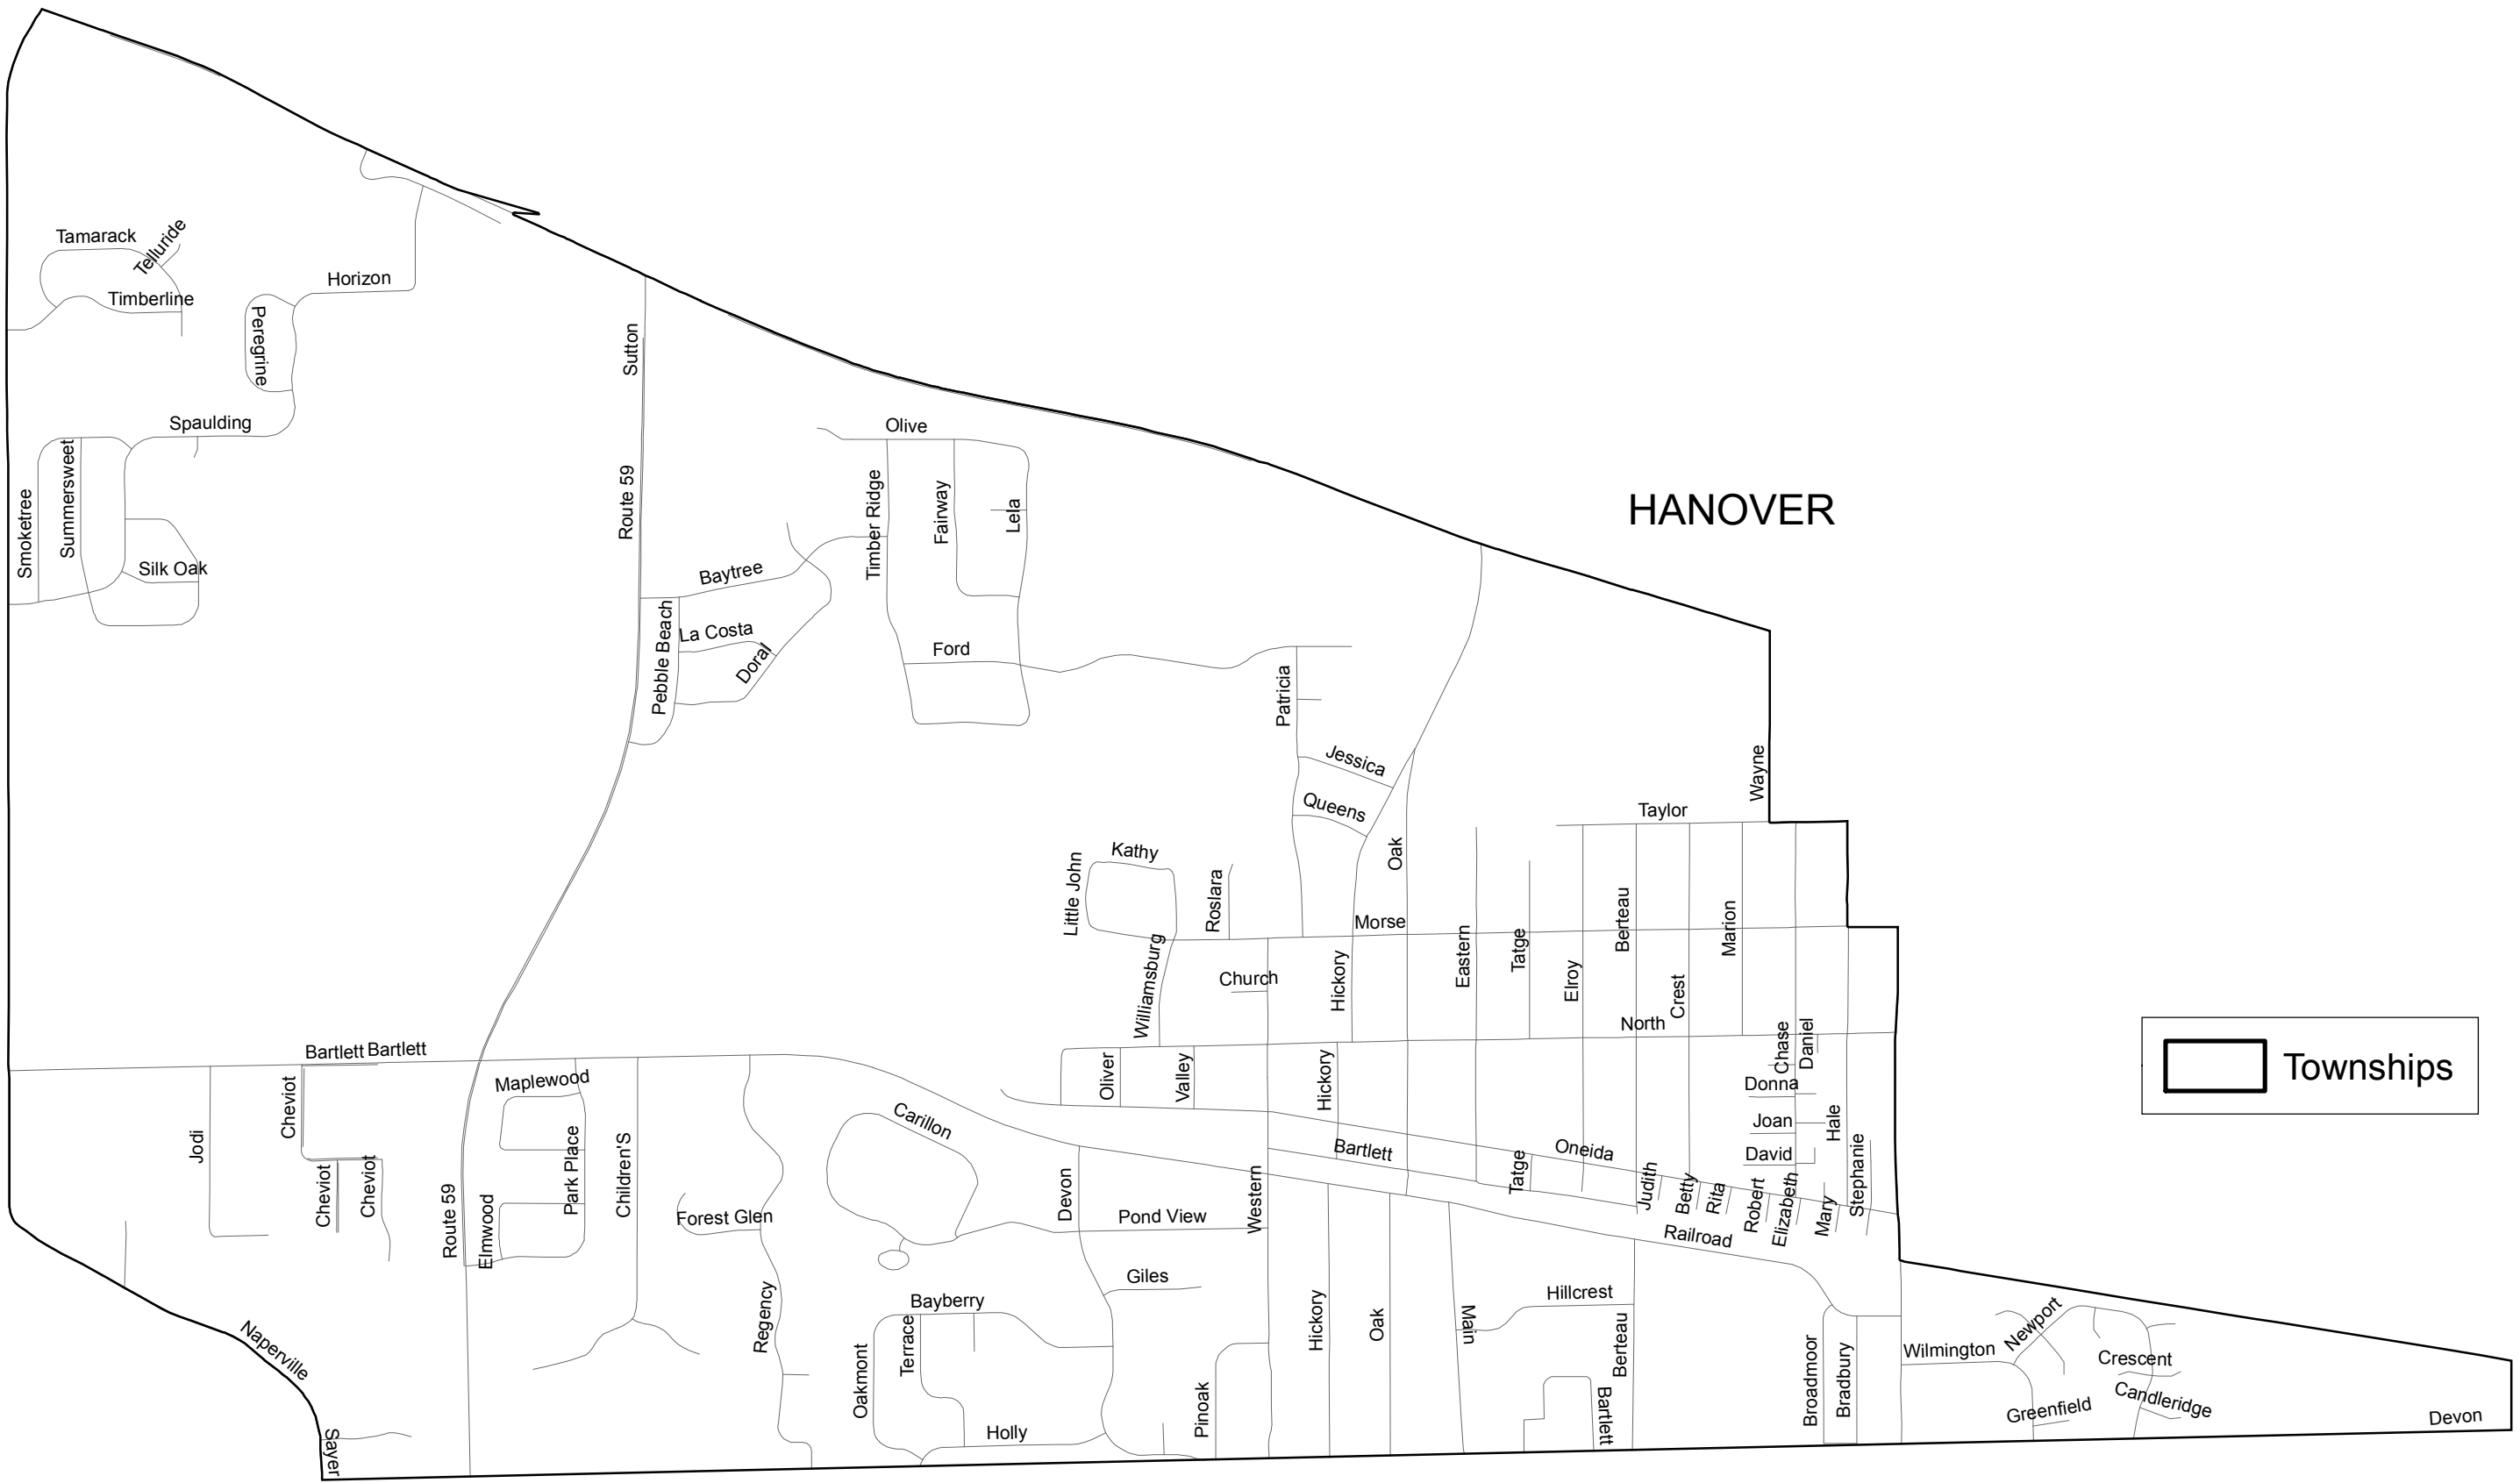 Tamarack
Telluride
Timberline
Horizon
Peregrine
Sutton
Spaulding
Olive
Smoketree
Summersweet
Route 59
Timber Ridge
Fairway
Lela
HANOVER
Silk Oak
Baytree
Pebble Beach
La Costa
Doral
Ford
Patricia
Jessica
Queens
Wayne
Taylor
Kathy
Little John
Roslara
Oak
Morse
Williamsburg
Church
Hickory
Eastern
Tatge
Elroy
Berteau
Crest
Marion
North
Chase
Daniel
Townships
Bartlett
Bartlett
Cheviot
Maplewood
Oliver
Valley
Hickory
Donna
Joan
David
Hale
Stephanie
Jodi
Cheviot
Cheviot
Route 59
Elmwood
Park Place
Children'S
Carillon
Bartlett
Oneida
Forest Glen
Devon
Pond View
Western
Tatge
Judith
Betty
Rita
Robert
Elizabeth
Mary
Railroad
Regency
Giles
Bayberry
Terrace
Oakmont
Hickory
Oak
Main
Hillcrest
Berteau
Naperville
Broadmoor
Bradbury
Wilmington
Newport
Crescent
Candleridge
Greenfield
Pinoak
Bartlett
Holly
Sayer
Devon